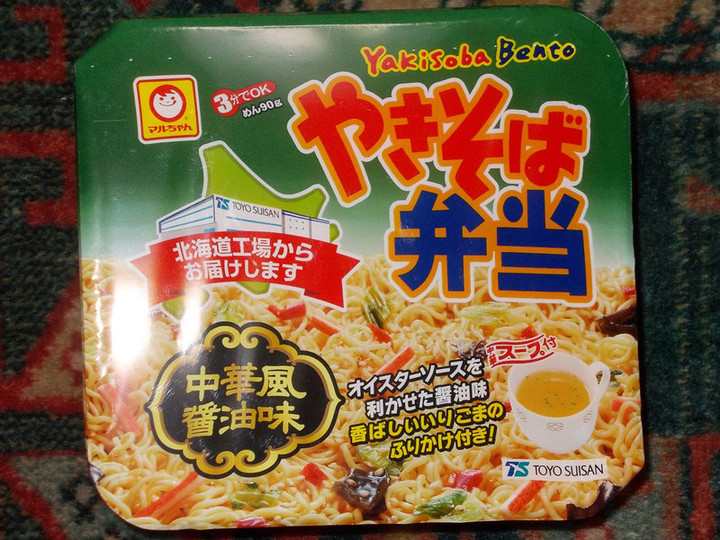 Yakisoba Bento
マルちゃん
3分でOK
めん90g
やきそば
弁当
TS TOYO SUISAN
北海道工場から
お届けします
中華風
醤油味
オイスターソースを
利かせた醤油味
香ばしいいりごまの
ふりかけ付き!
中華スープ付
TS TOYO SUISAN